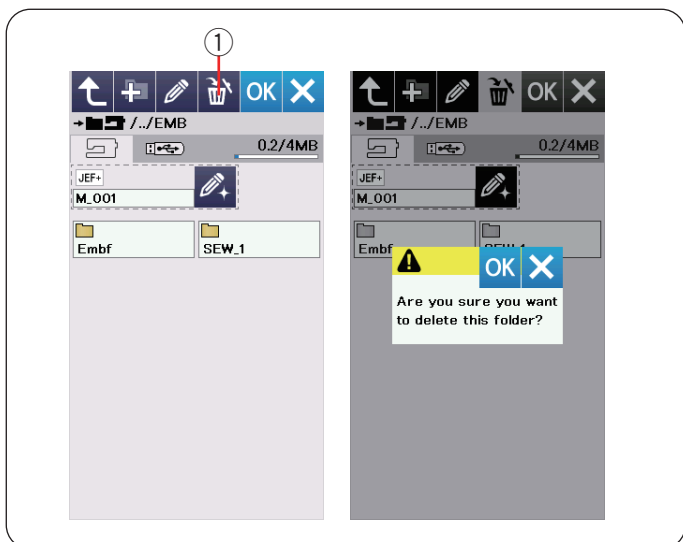 1
OK
/../EMB
0.2/4MB
JEF+
M_001
Embf
SEW_1
OK
/../EMB
0.2/4MB
JEF+
M_001
Embf
SEW_1
OK
Are you sure you want
to delete this folder?